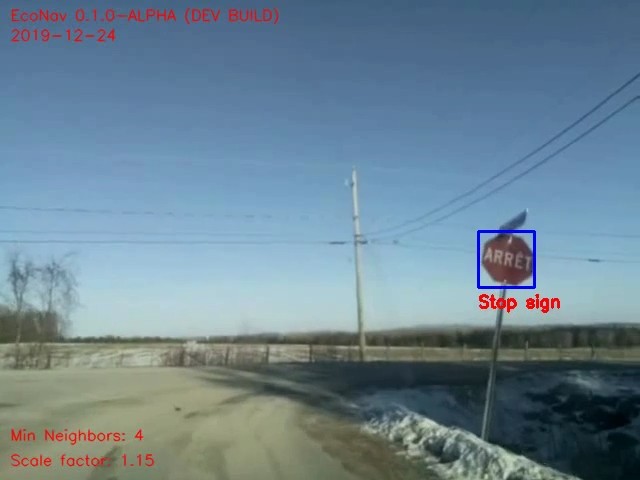 EcoNav 0.1.0-ALPHA (DEV BUILD)
2019-12-24
ARRÊT
Stop sign
Min Neighbors: 4
Scale factor: 1.15